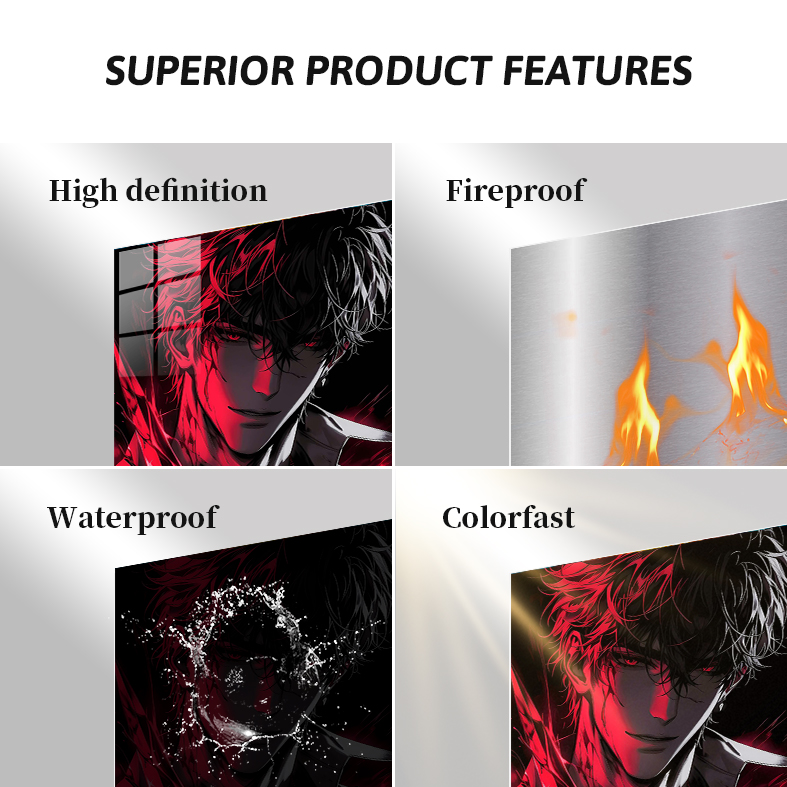 SUPERIOR PRODUCT FEATURES
High definition
Fireproof
Waterproof
Colorfast